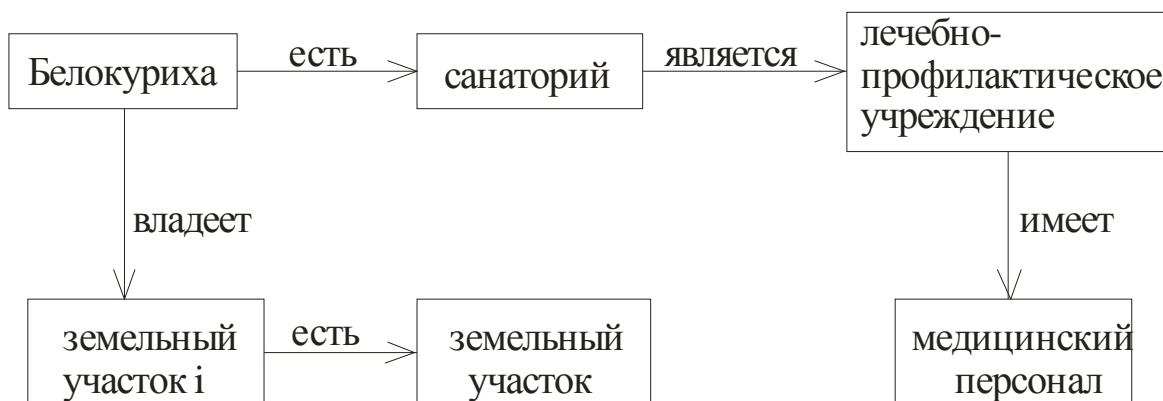 Белокуриха
есть
санаторий
является
лечебно-
профилактическое
учреждение
владеет
имеет
земельный
участок i
есть
земельный
участок
медицинский
персонал